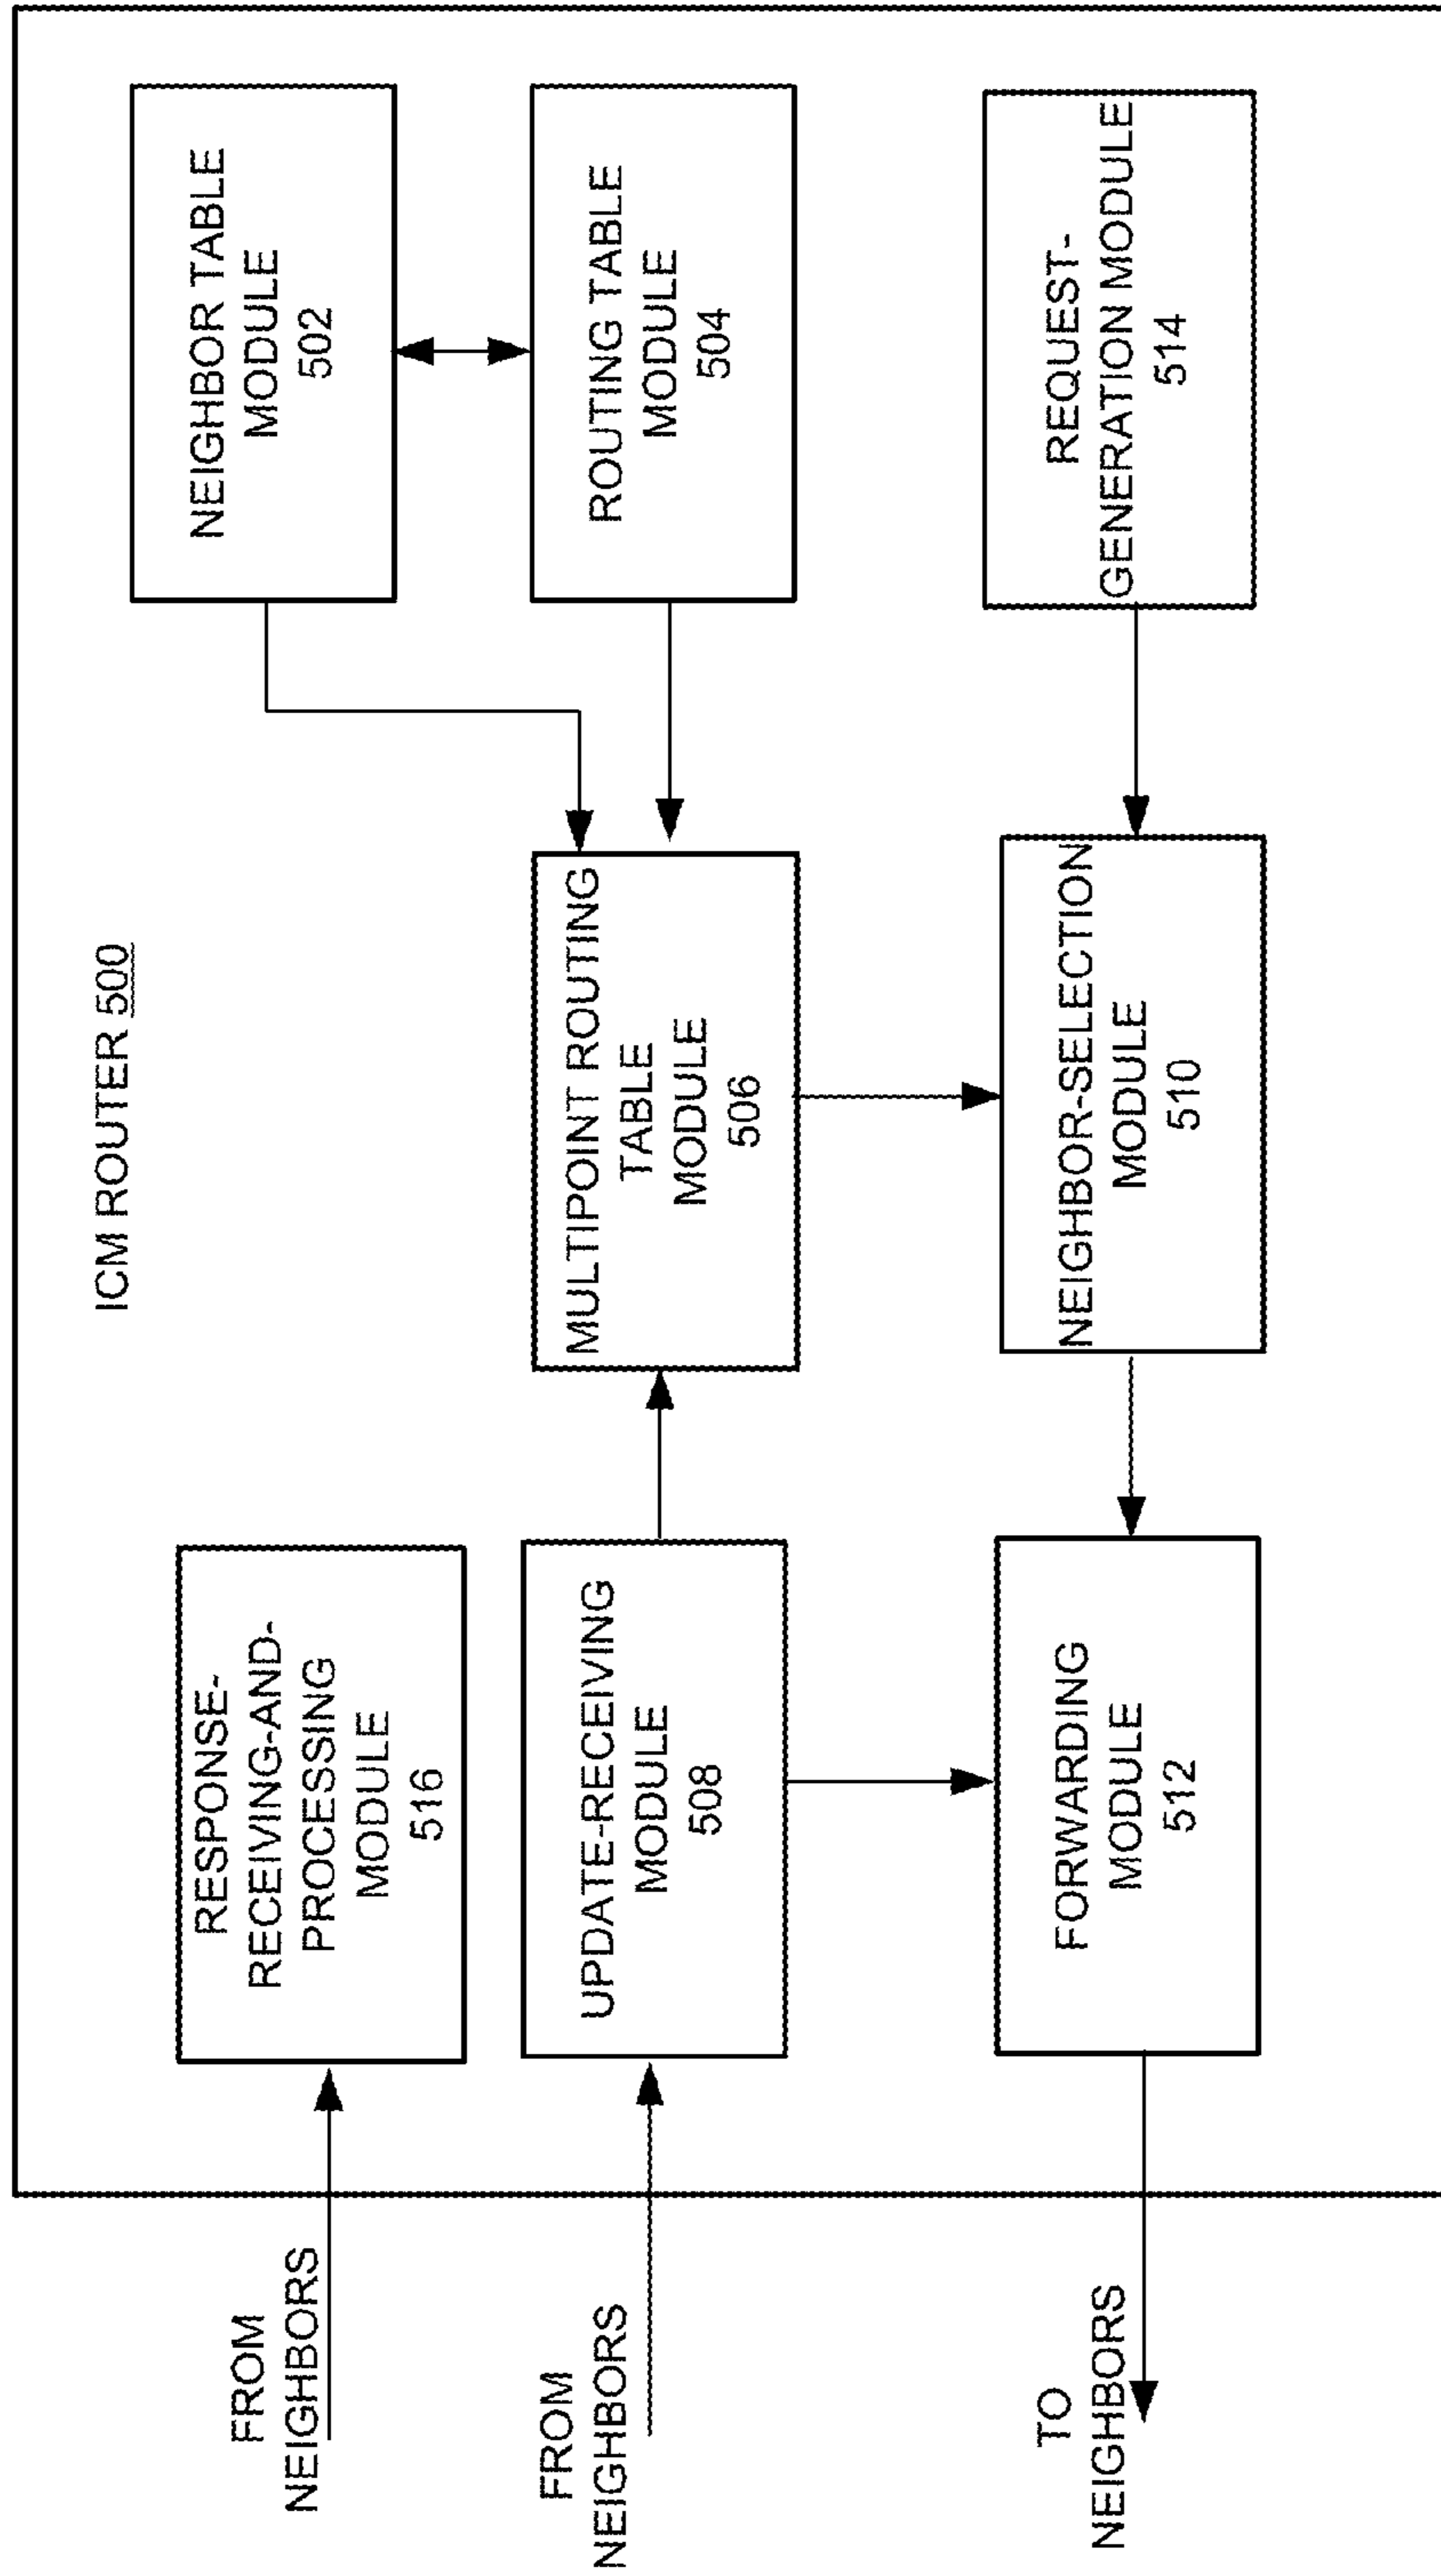 ICM ROUTER 500
FROM
NEIGHBORS
RESPONSE-
RECEIVING-AND-
PROCESSING
MODULE
516
NEIGHBOR TABLE
MODULE
502
FROM
NEIGHBORS
UPDATE-RECEIVING
MODULE
508
MULTIPOINT ROUTING
TABLE
MODULE
506
ROUTING TABLE
MODULE
504
TO
NEIGHBORS
FORWARDING
MODULE
512
NEIGHBOR-SELECTION
MODULE
510
REQUEST-
GENERATION MODULE
514